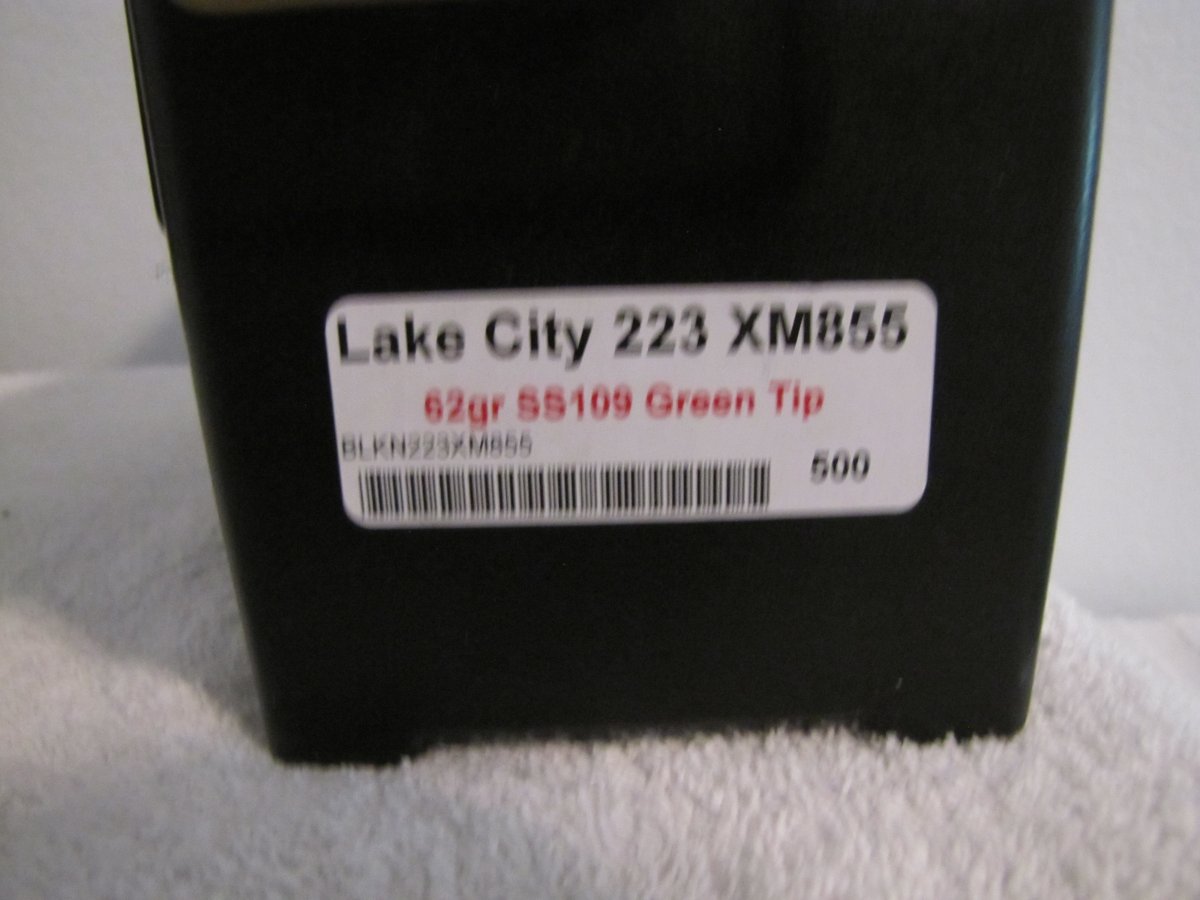 Lake City 223 XM855
62gr SS109 Green Tip
BLKN223XM855
500